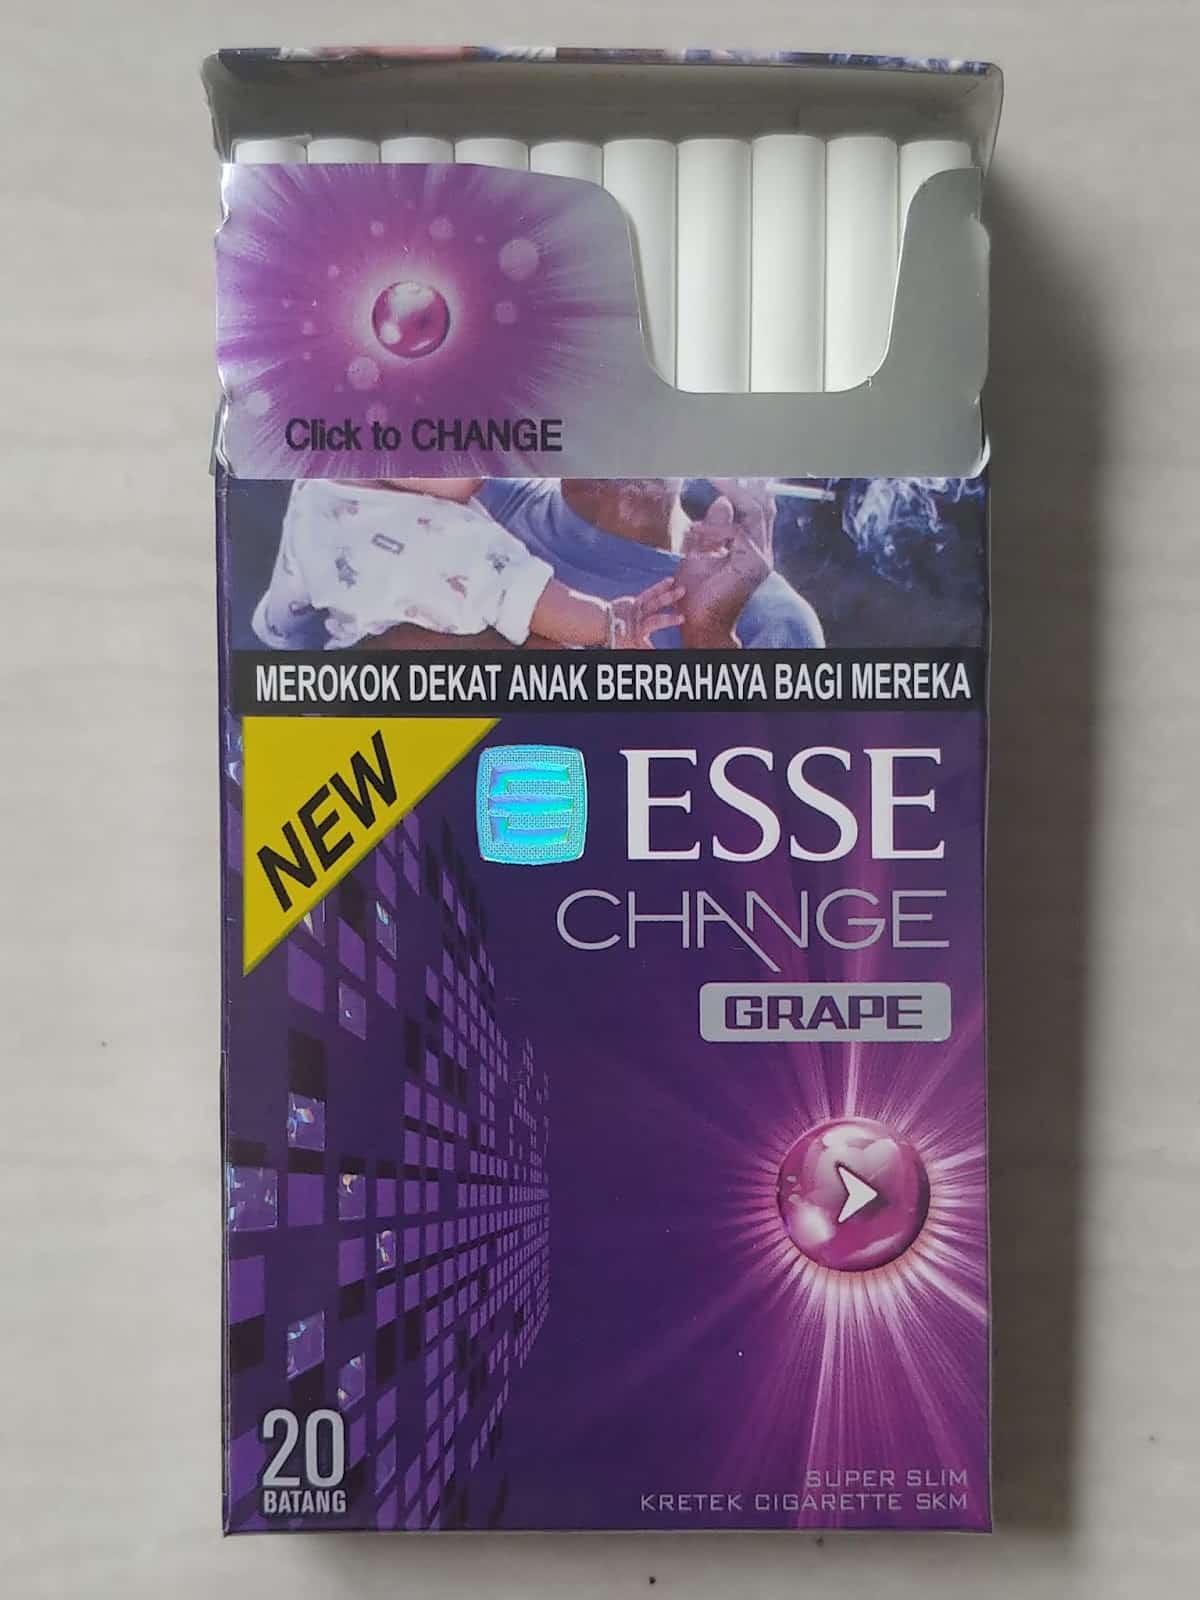 Click to CHANGE
MEROKOK DEKAT ANAK BERBAHAYA BAGI MEREKA
NEW
ESSE
CHANGE
GRAPE
20
BATANG
SUPER SLIM
KRETEK CIGARETTE SKM